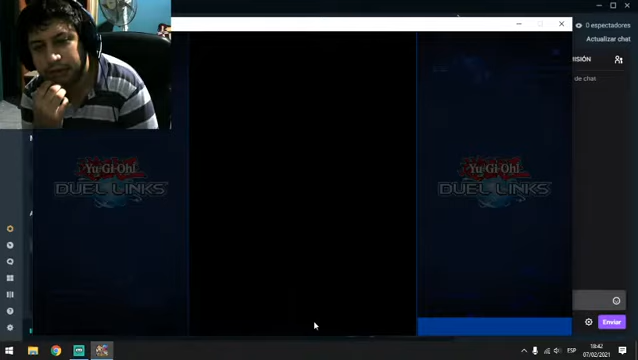 0 espectadores
Actualizar chat
ISIÓN
de chat
Yu-Gi-Oh!
DUEL LINKS
Yu-Gi-Oh!
DUEL LINKS
Enviar
ESP
18:42
07/02/2021